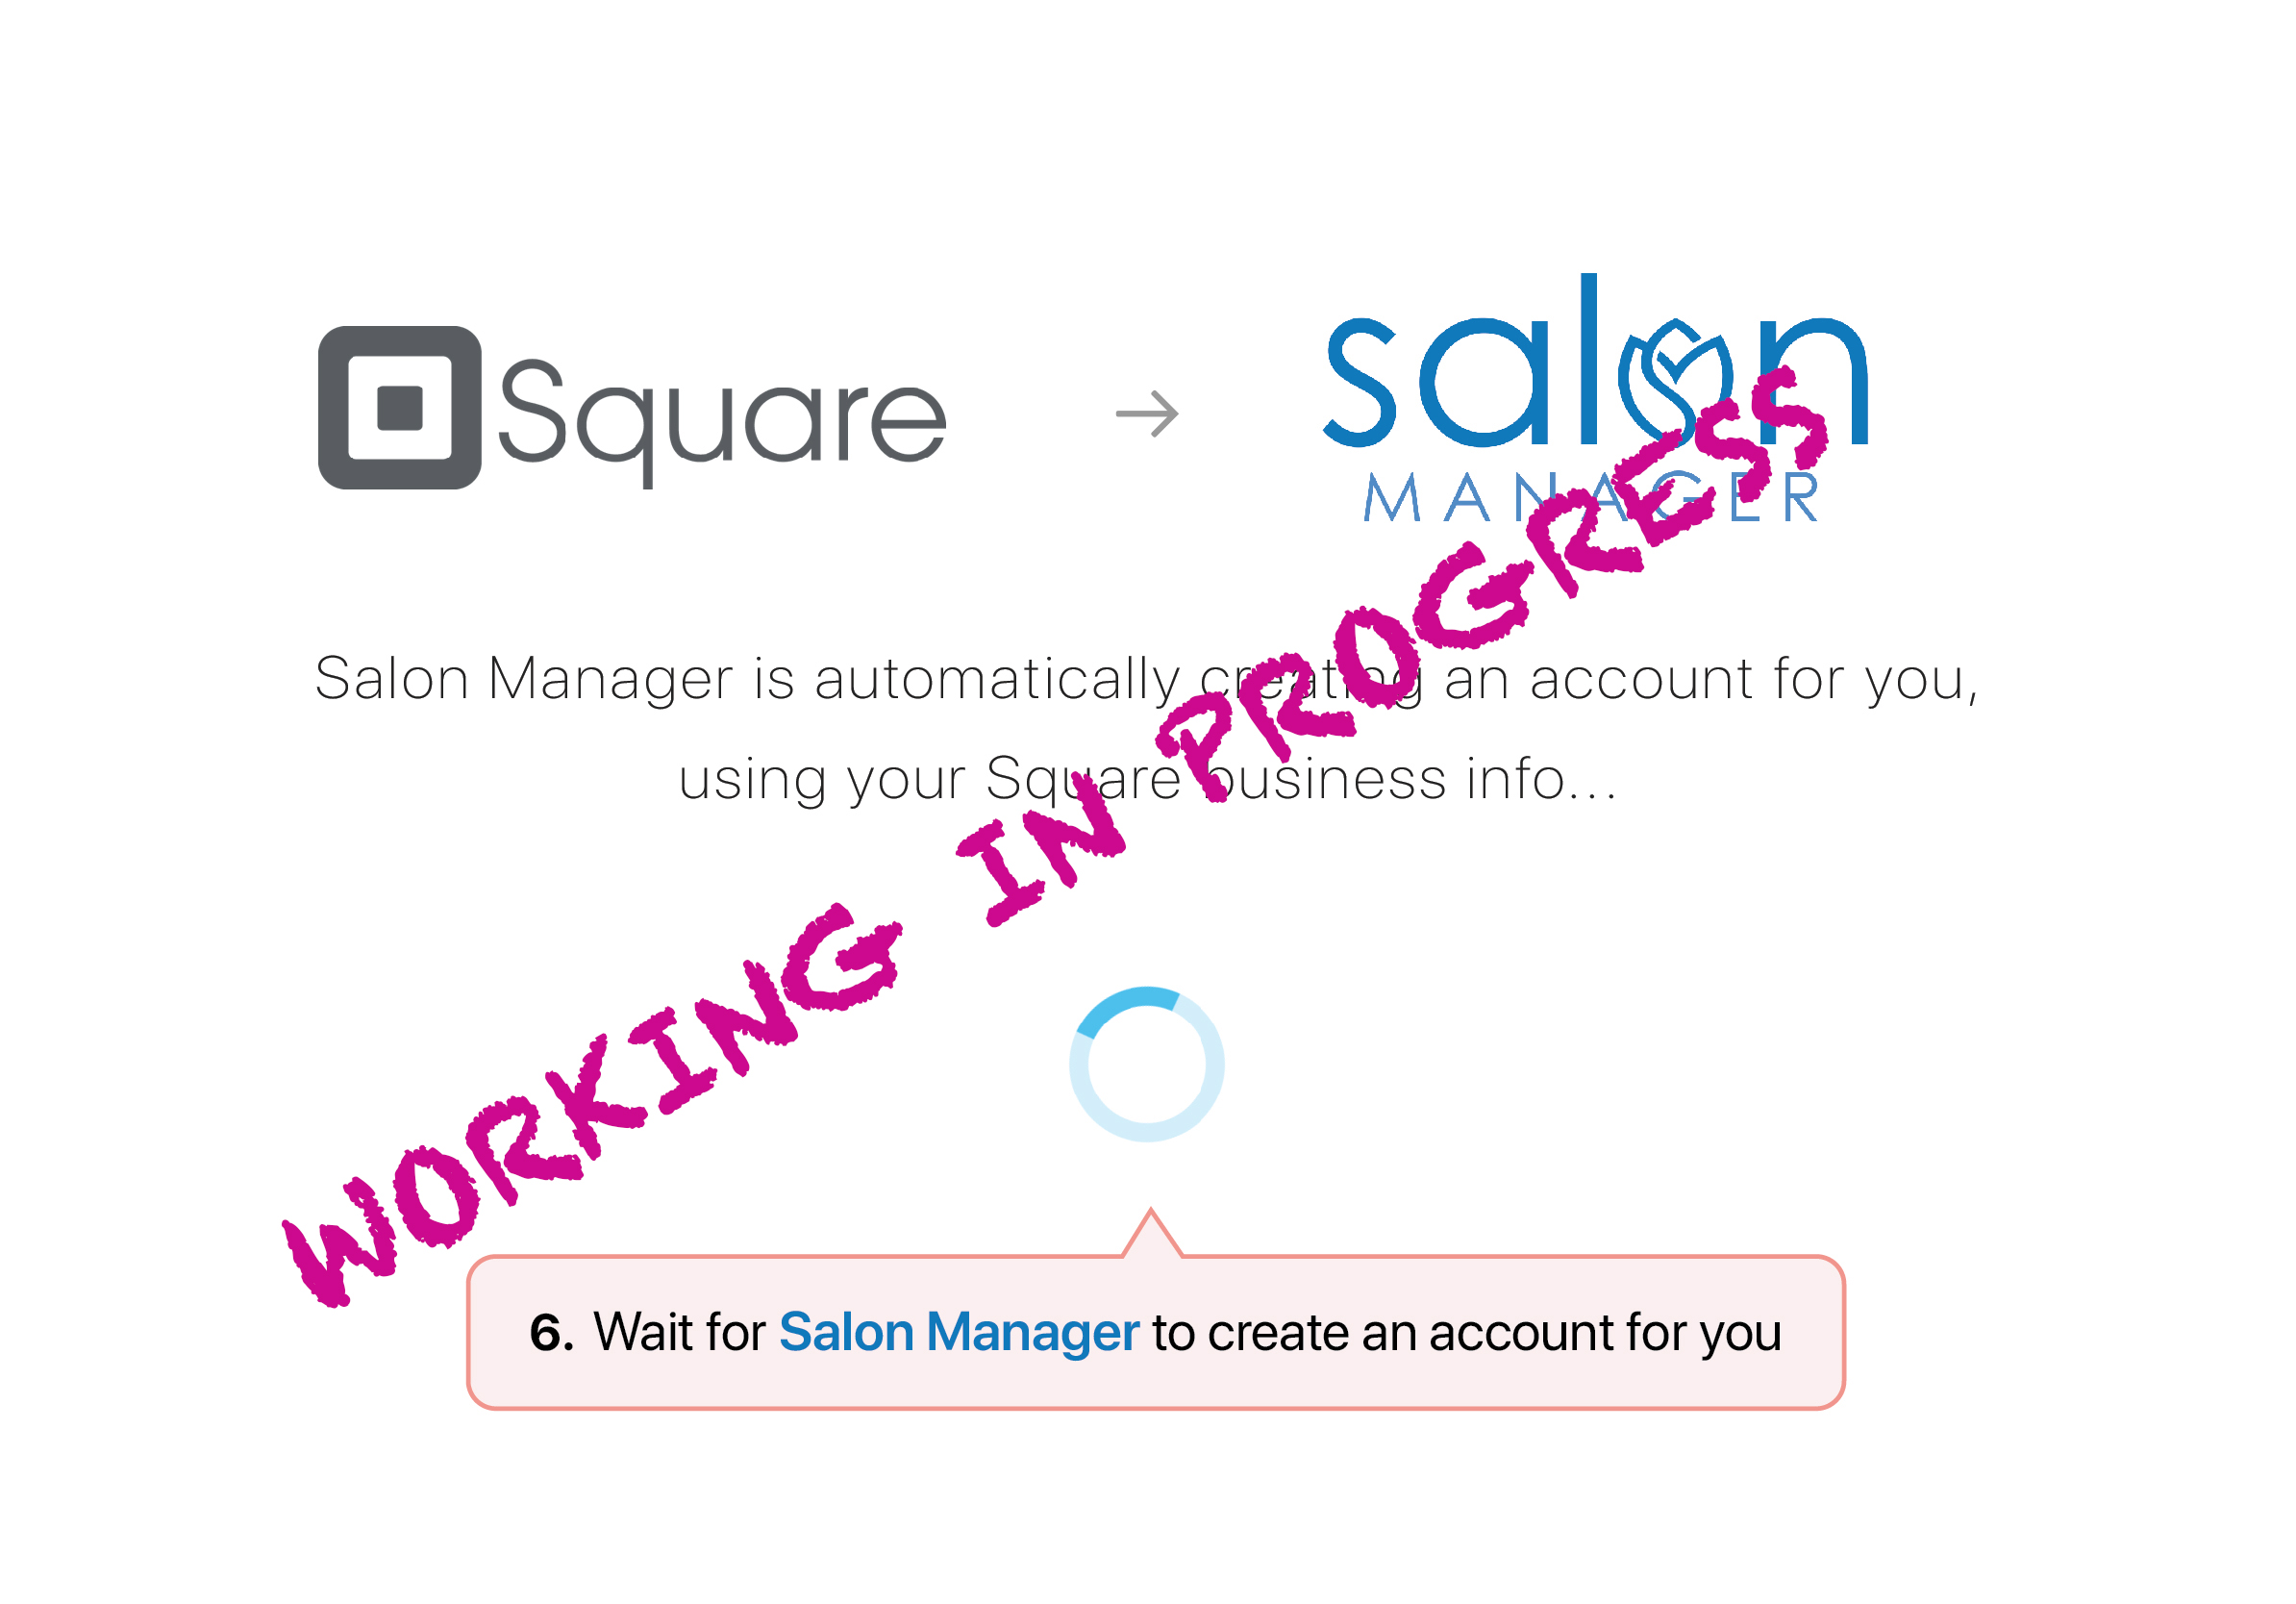 Square
salon
MANAGER
Salon Manager is automatically creating an account for you,
using your Square business info...
WORKING IN PROGRESS
6. Wait for Salon Manager to create an account for you